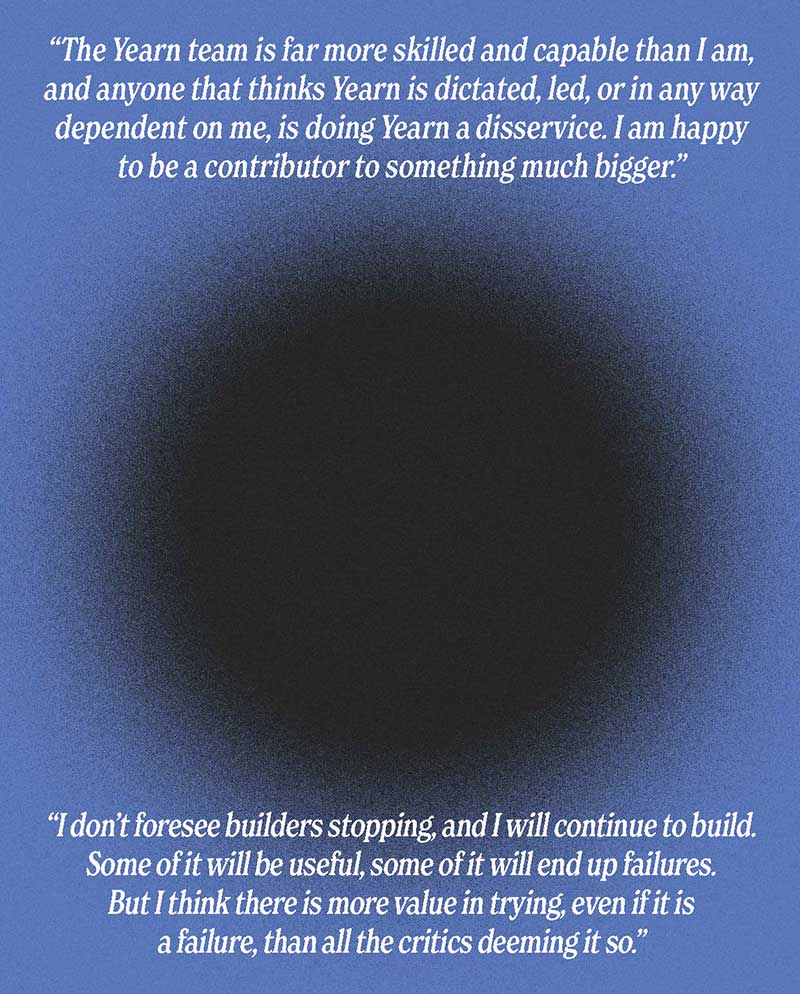 “The Yearn team is far more skilled and capable than I am,
and anyone that thinks Yearn is dictated, led, or in any way
dependent on me, is doing Yearn a disservice. I am happy
to be a contributor to something much bigger.”
“I don’t foresee builders stopping, and I will continue to build.
Some of it will be useful, some of it will end up failures.
But I think there is more value in trying, even if it is
a failure, than all the critics deeming it so.”